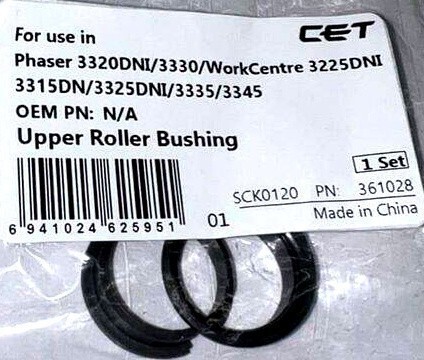 For use in
CET
Phaser 3320DNI/3330/WorkCentre 3225DNI
3315DN/3325DNI/3335/3345
OEM PN: N/A
Upper Roller Bushing
1 Set
SCK0120 PN: 361028
6 941024 625951 01
Made in China